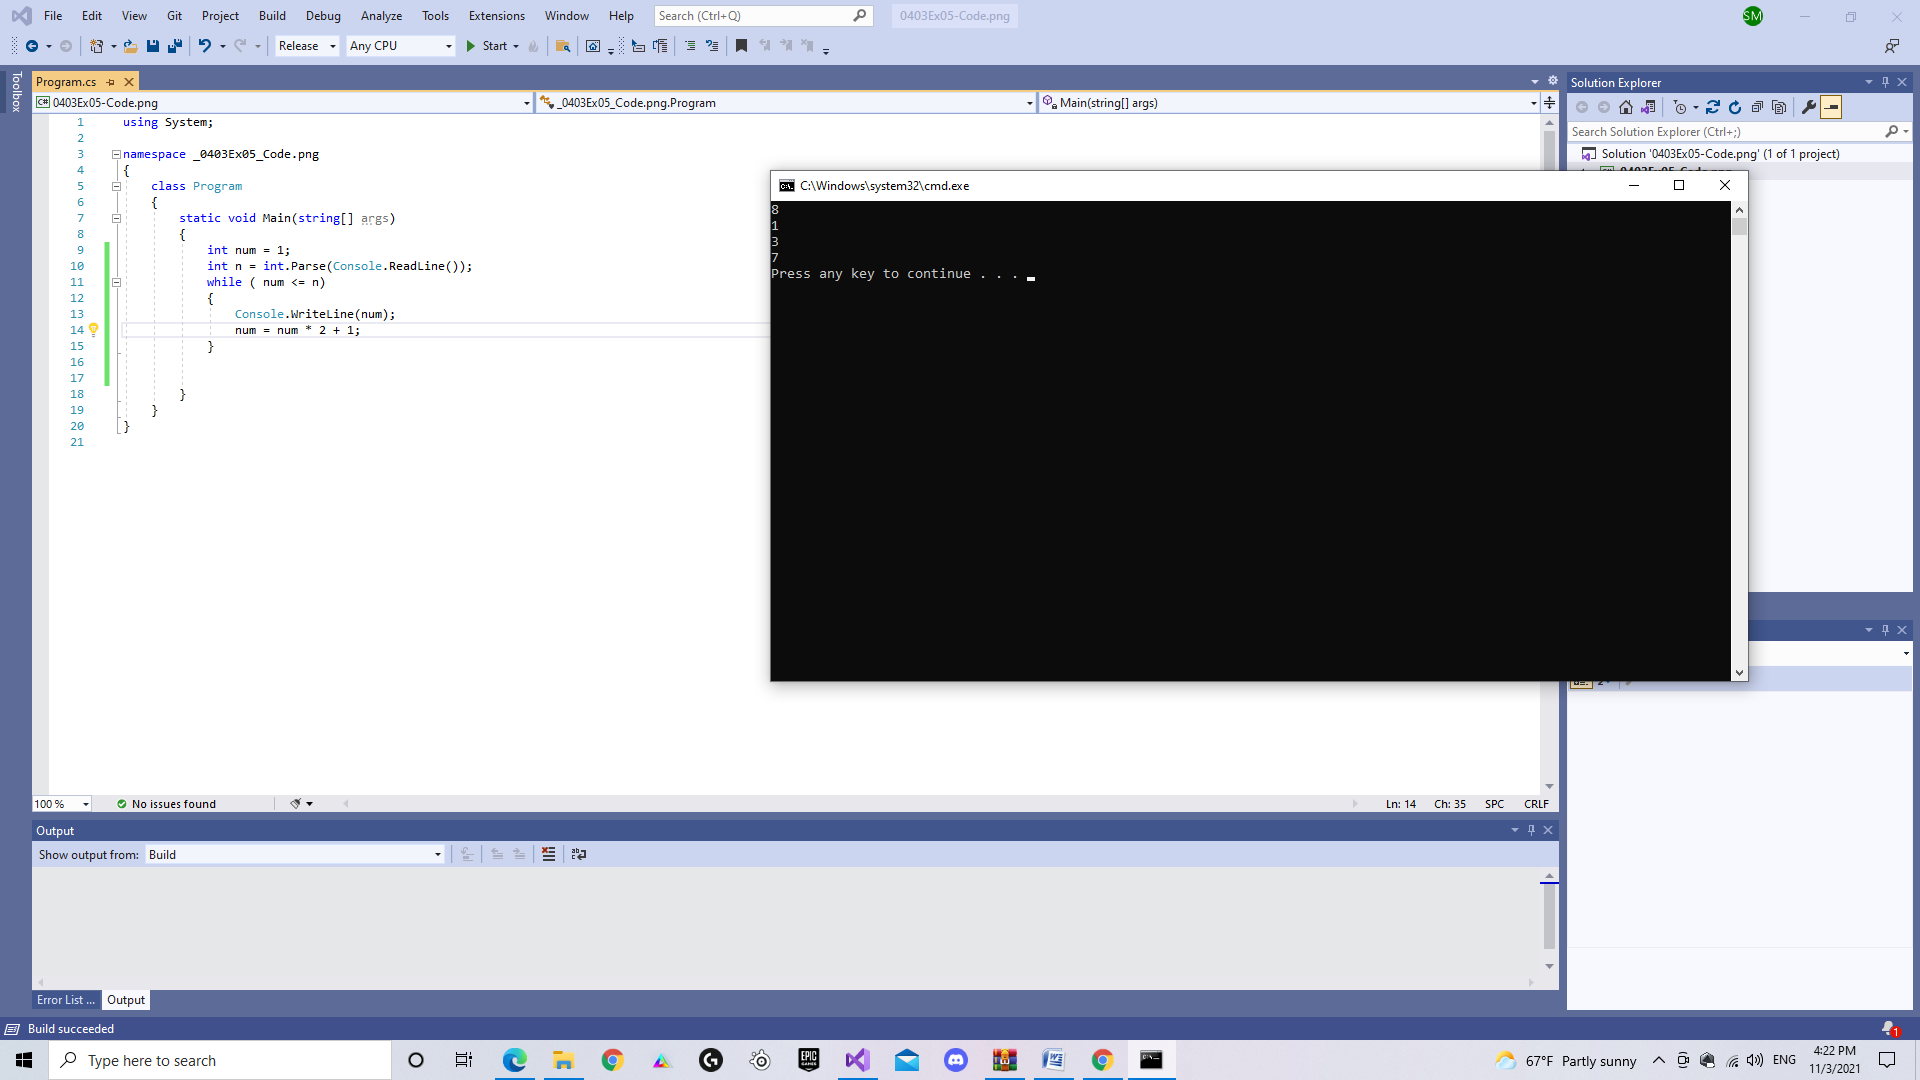 File Edit View Git Project Build Debug Analyze Tools Extensions Window Help Search (Ctrl+Q) 0403Ex05-Code.png SM
Release Any CPU Start
Toolbox
Program.cs
C# 0403Ex05-Code.png _0403Ex05_Code.png.Program Main(string[] args)
1 using System;
2
3 namespace _0403Ex05_Code.png
4 {
5 class Program
6 {
7 static void Main(string[] args)
8 {
9 int num = 1;
10 int n = int.Parse(Console.ReadLine());
11 while ( num <= n)
12 {
13 Console.WriteLine(num);
14 num = num * 2 + 1;
15 }
16
17
18 }
19 }
20 }
21
100 % No issues found Ln: 14 Ch: 35 SPC CRLF
C:\Windows\system32\cmd.exe
8
1
3
7
Press any key to continue . . .
Solution Explorer
Search Solution Explorer (Ctrl+;)
Solution '0403Ex05-Code.png' (1 of 1 project)
Output
Show output from: Build
Error List ... Output
Build succeeded
1
Type here to search
EPIC GAMES
67°F Partly sunny
ENG
4:22 PM
11/3/2021